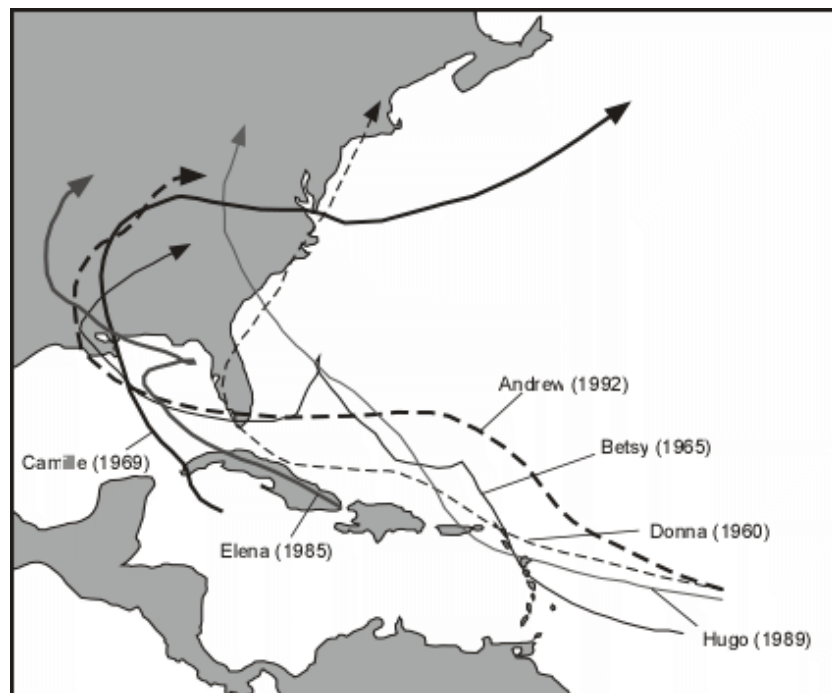 Andrew (1992)
Betsy (1965)
Camille (1969)
Donna (1960)
Elena (1985)
Hugo (1989)